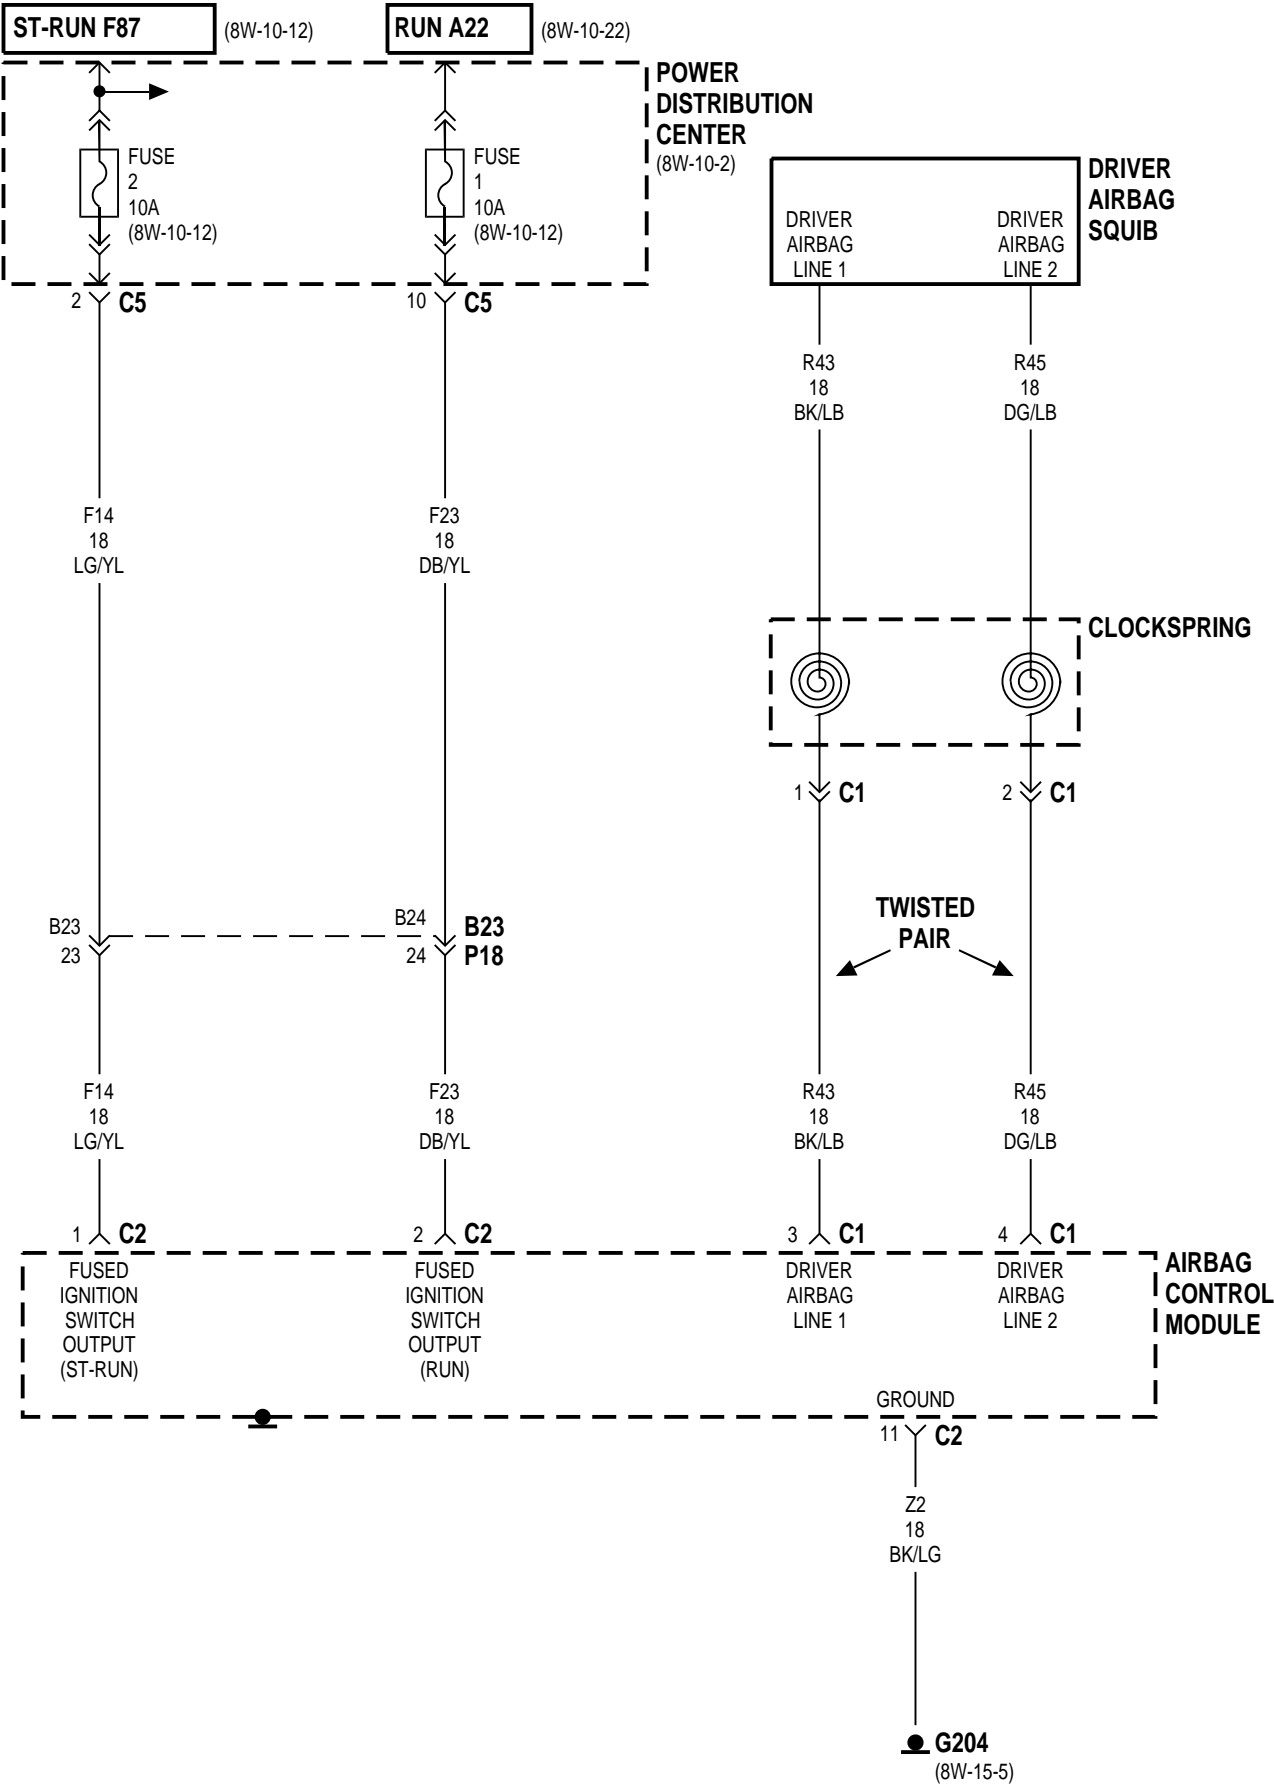 ST-RUN F87
(8W-10-12)
RUN A22
(8W-10-22)
POWER
DISTRIBUTION
CENTER
(8W-10-2)
FUSE
2
10A
(8W-10-12)
FUSE
1
10A
(8W-10-12)
2
C5
10
C5
DRIVER
AIRBAG
SQUIB
DRIVER
AIRBAG
LINE 1
DRIVER
AIRBAG
LINE 2
R43
18
BK/LB
R45
18
DG/LB
F14
18
LG/YL
F23
18
DB/YL
CLOCKSPRING
1
C1
2
C1
TWISTED
PAIR
B23
23
B24
24
B23
P18
F14
18
LG/YL
F23
18
DB/YL
R43
18
BK/LB
R45
18
DG/LB
1
C2
2
C2
3
C1
4
C1
FUSED
IGNITION
SWITCH
OUTPUT
(ST-RUN)
FUSED
IGNITION
SWITCH
OUTPUT
(RUN)
DRIVER
AIRBAG
LINE 1
DRIVER
AIRBAG
LINE 2
AIRBAG
CONTROL
MODULE
GROUND
11
C2
Z2
18
BK/LG
G204
(8W-15-5)